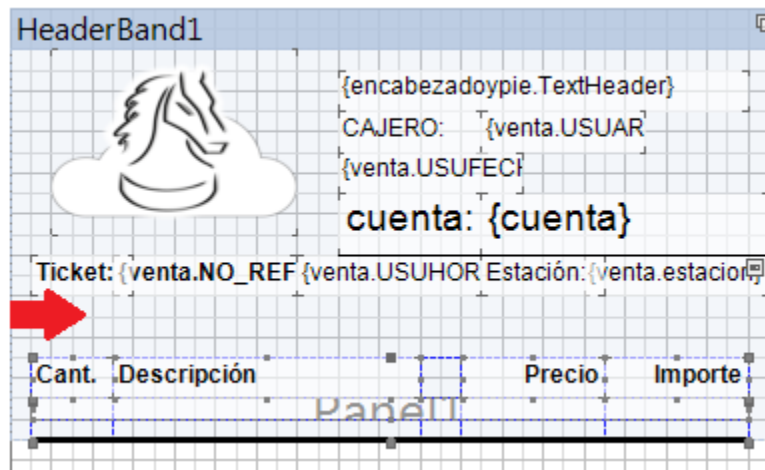 HeaderBand1
{encabezadoypie.TextHeader}
CAJERO: {venta.USUAR
{venta.USUFECH
cuenta: {cuenta}
Ticket: {venta.NO_REF {venta.USUHOR Estación: {venta.estacion}
Cant. Descripción Precio Importe
Panel1